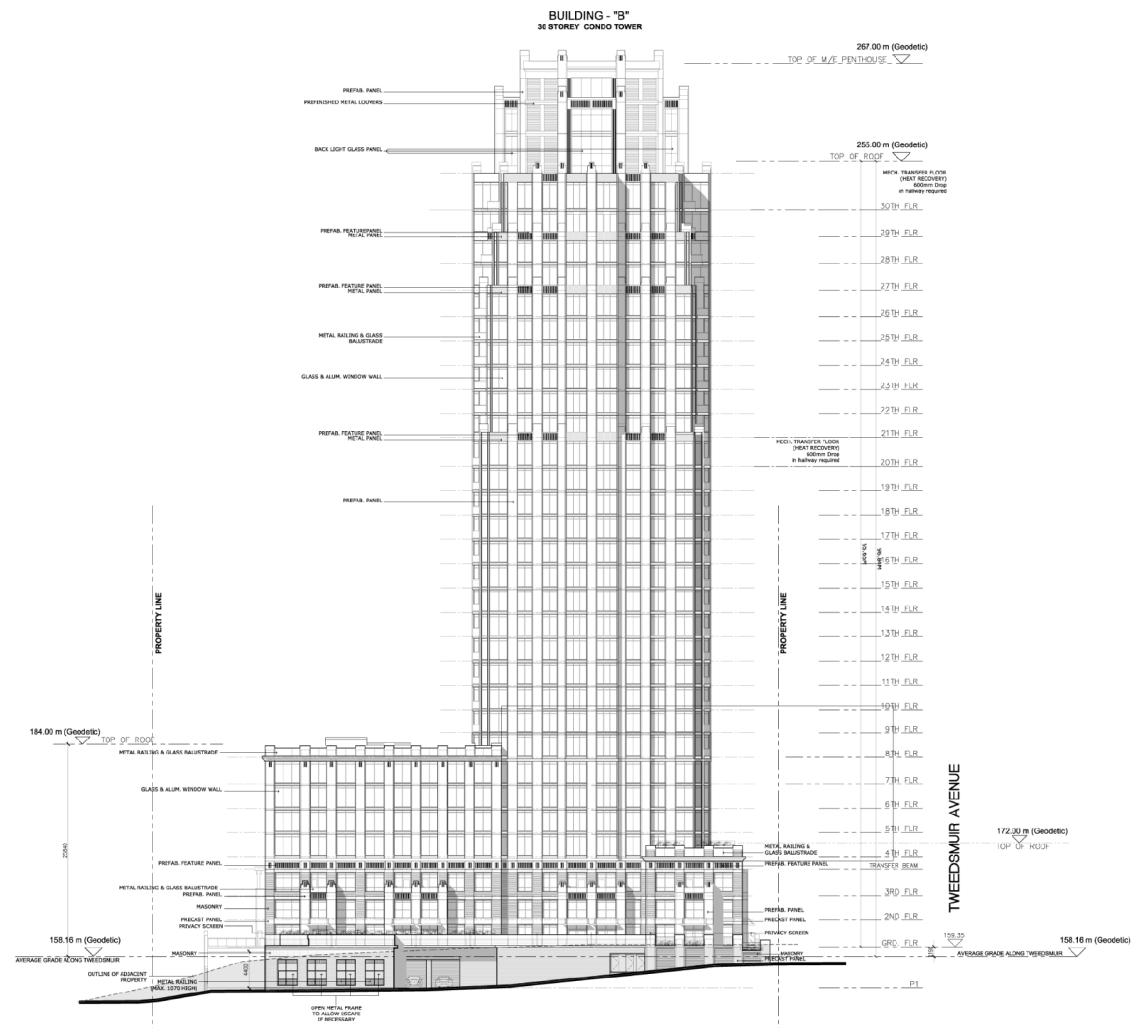 BUILDING - "B"
30 STOREY CONDO TOWER
267.00 m (Geodetic)
TOP OF M/E PENTHOUSE
PREFAB. PANEL
PREFINISHED METAL LOUVERS
BACK LIGHT GLASS PANEL
255.00 m (Geodetic)
TOP OF ROOF
MECH. TRANSFER FLOOR
(HEAT RECOVERY)
600mm Drop
in hallway required
30TH FLR
PREFAB. FEATUREPANEL
METAL PANEL
29TH FLR
28TH FLR
PREFAB. FEATURE PANEL
METAL PANEL
27TH FLR
26TH FLR
METAL RAILING & GLASS
BALUSTRADE
25TH FLR
24TH FLR
GLASS & ALUM. WINDOW WALL
23TH FLR
22TH FLR
PREFAB. FEATURE PANEL
METAL PANEL
21TH FLR
MECH. TRANSFER FLOOR
(HEAT RECOVERY)
600mm Drop
in hallway required
20TH FLR
19TH FLR
PREFAB. PANEL
18TH FLR
17TH FLR
16TH FLR
15TH FLR
PROPERTY LINE
PROPERTY LINE
14TH FLR
13TH FLR
12TH FLR
11TH FLR
10TH FLR
9TH FLR
184.00 m (Geodetic)
TOP OF ROOF
METAL RAILING & GLASS BALUSTRADE
8TH FLR
7TH FLR
GLASS & ALUM. WINDOW WALL
6TH FLR
5TH FLR
TWEEDSMUIR AVENUE
172.00 m (Geodetic)
TOP OF ROOF
25840
METAL RAILING &
GLASS BALUSTRADE
4TH FLR
PREFAB. FEATURE PANEL
PREFAB. FEATURE PANEL
TRANSFER BEAM
METAL RAILING & GLASS BALUSTRADE
PREFAB. PANEL
3RD FLR
MASONRY
PREFAB. PANEL
PRECAST PANEL
PRECAST PANEL
2ND FLR
PRIVACY SCREEN
PRIVACY SCREEN
159.35
158.16 m (Geodetic)
GRD. FLR
158.16 m (Geodetic)
MASONRY
MASONRY
PRECAST PANEL
AVERAGE GRADE ALONG TWEEDSMUIR
AVERAGE GRADE ALONG TWEEDSMUIR
OUTLINE OF ADJACENT
PROPERTY
4400
METAL RAILING
(MAX. 1070 HIGH)
P1
OPEN METAL FRAME
TO ALLOW ESCAPE
IF NECESSARY